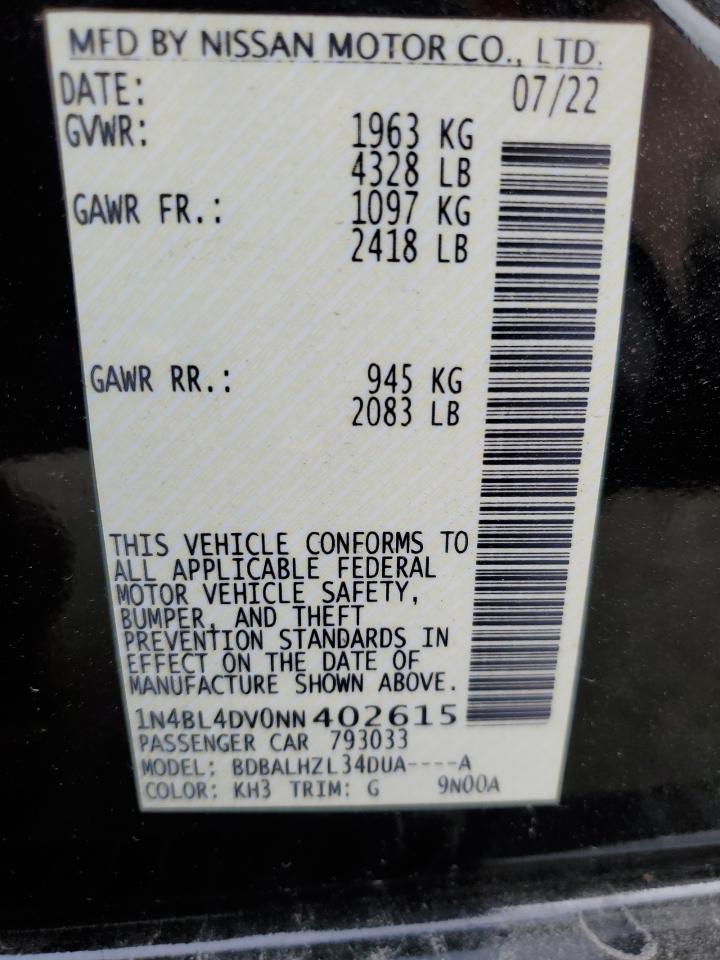 MFD BY NISSAN MOTOR CO., LTD.
DATE: 07/22
GVWR: 1963 KG
4328 LB
GAWR FR.: 1097 KG
2418 LB
GAWR RR.: 945 KG
2083 LB
THIS VEHICLE CONFORMS TO
ALL APPLICABLE FEDERAL
MOTOR VEHICLE SAFETY,
BUMPER, AND THEFT
PREVENTION STANDARDS IN
EFFECT ON THE DATE OF
MANUFACTURE SHOWN ABOVE.
1N4BL4DV0NN402615
PASSENGER CAR 793033
MODEL: BDBALHZL34DUA----A
COLOR: KH3 TRIM: G 9N00A